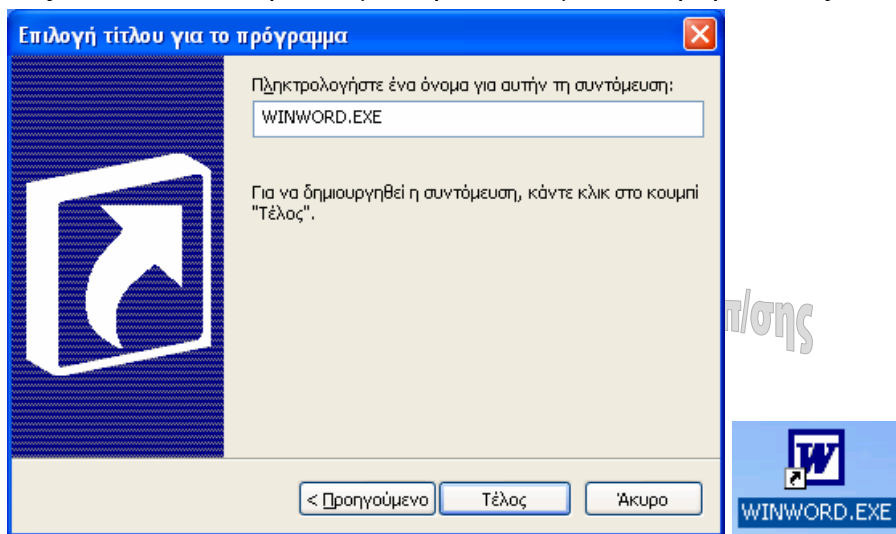 Επιλογή τίτλου για το πρόγραμμα
Πληκτρολογήστε ένα όνομα για αυτήν τη συντόμευση:
WINWORD.EXE
Για να δημιουργηθεί η συντόμευση, κάντε κλικ στο κουμπί
"Τέλος".
π/σης
< Προηγούμενο Τέλος Άκυρο
WINWORD.EXE